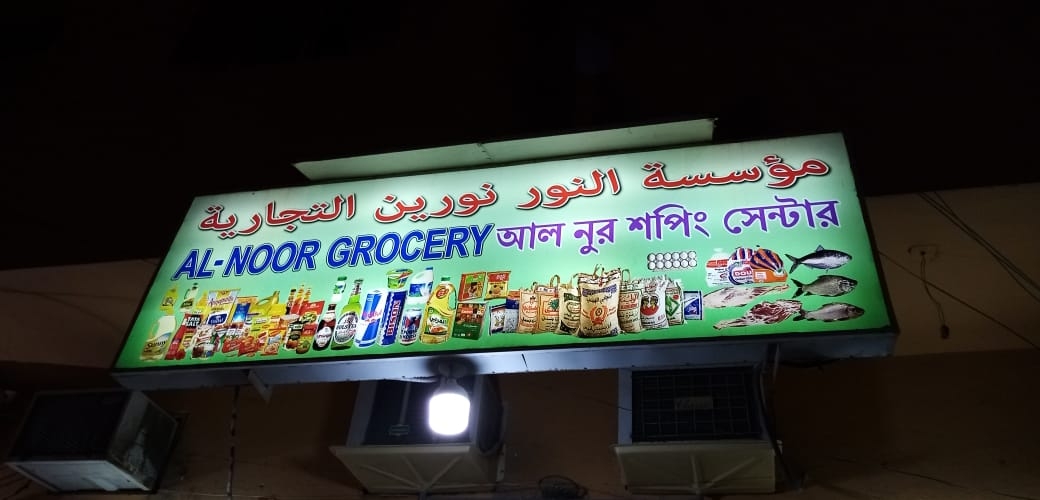 مؤسسة النور نورين التجارية
AL-NOOR GROCERY আল নুর শপিং সেন্টার